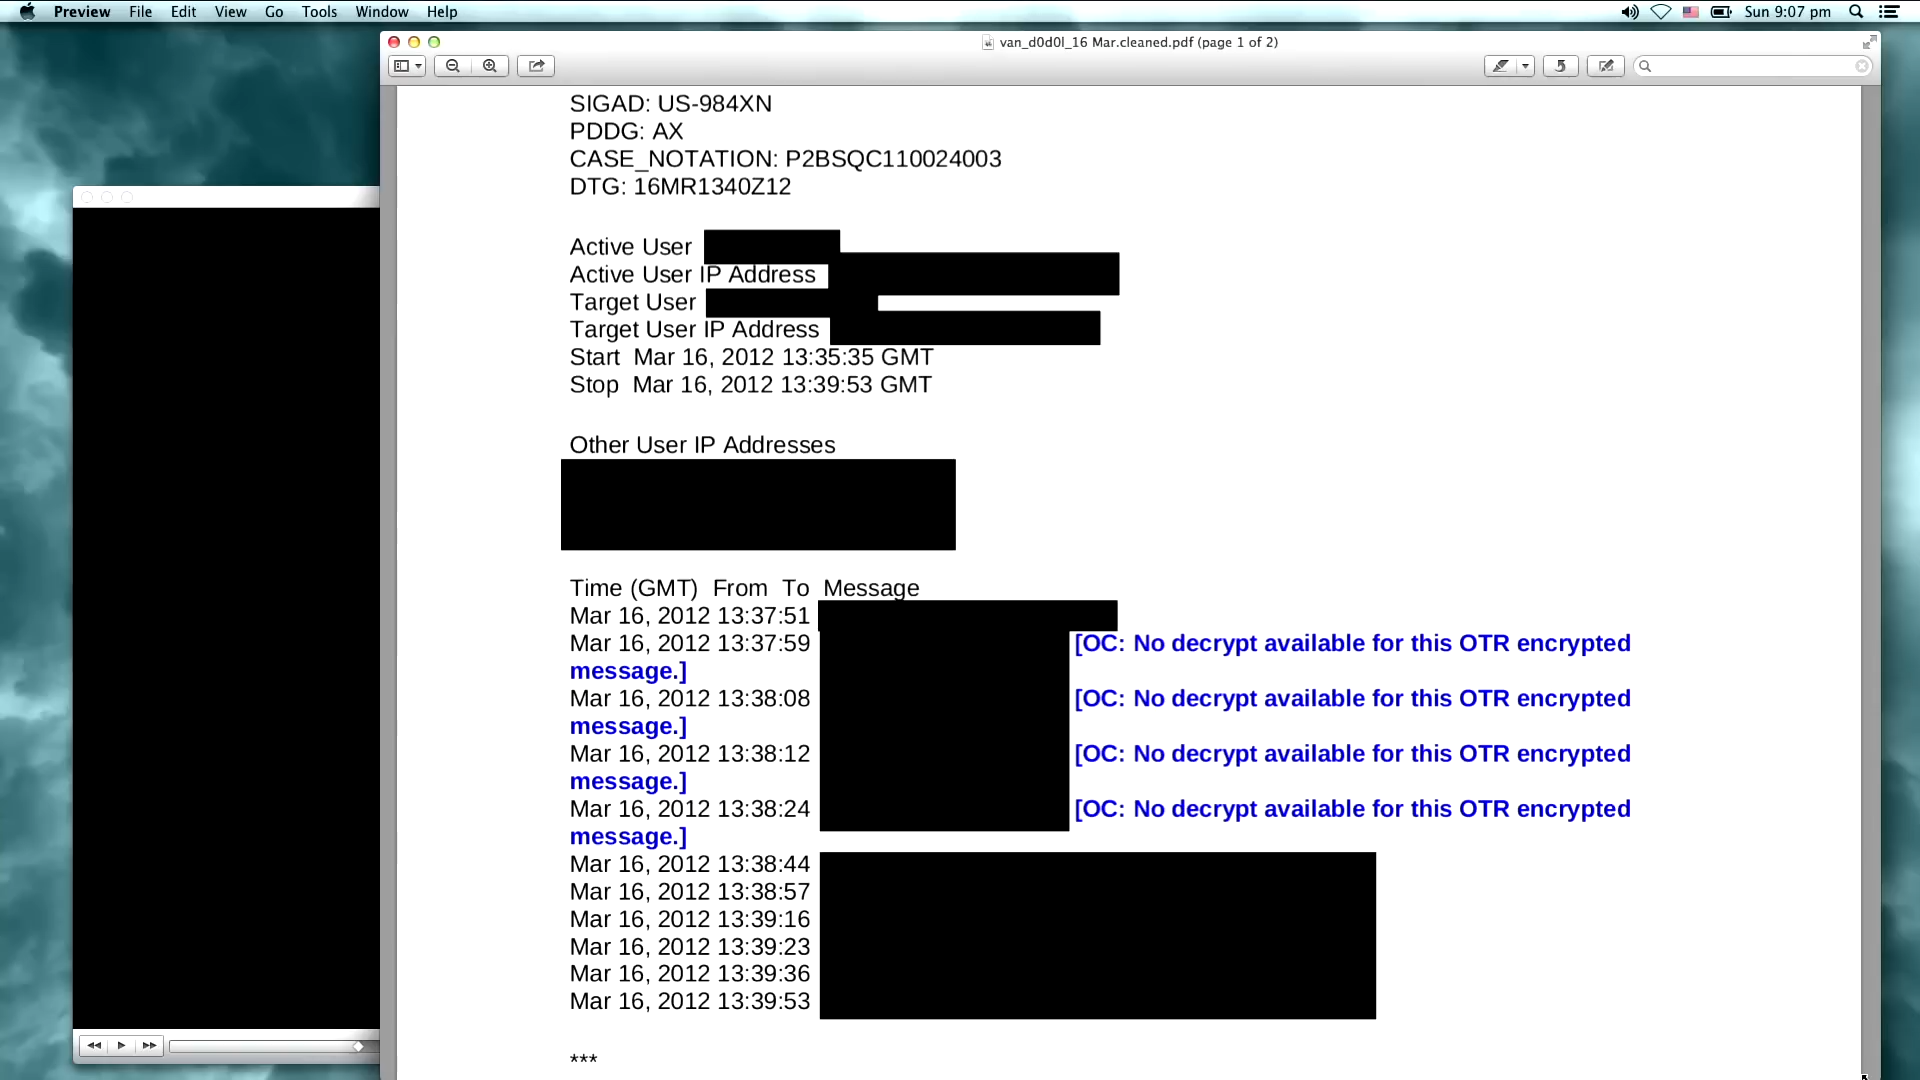 Preview File Edit View Go Tools Window Help Sun 9:07 pm
van_d0d0l_16 Mar.cleaned.pdf (page 1 of 2)
SIGAD: US-984XN
PDDG: AX
CASE_NOTATION: P2BSQC110024003
DTG: 16MR1340Z12
Active User
Active User IP Address
Target User
Target User IP Address
Start Mar 16, 2012 13:35:35 GMT
Stop Mar 16, 2012 13:39:53 GMT
Other User IP Addresses
Time (GMT) From To Message
Mar 16, 2012 13:37:51
Mar 16, 2012 13:37:59 [OC: No decrypt available for this OTR encrypted
message.]
Mar 16, 2012 13:38:08 [OC: No decrypt available for this OTR encrypted
message.]
Mar 16, 2012 13:38:12 [OC: No decrypt available for this OTR encrypted
message.]
Mar 16, 2012 13:38:24 [OC: No decrypt available for this OTR encrypted
message.]
Mar 16, 2012 13:38:44
Mar 16, 2012 13:38:57
Mar 16, 2012 13:39:16
Mar 16, 2012 13:39:23
Mar 16, 2012 13:39:36
Mar 16, 2012 13:39:53
***